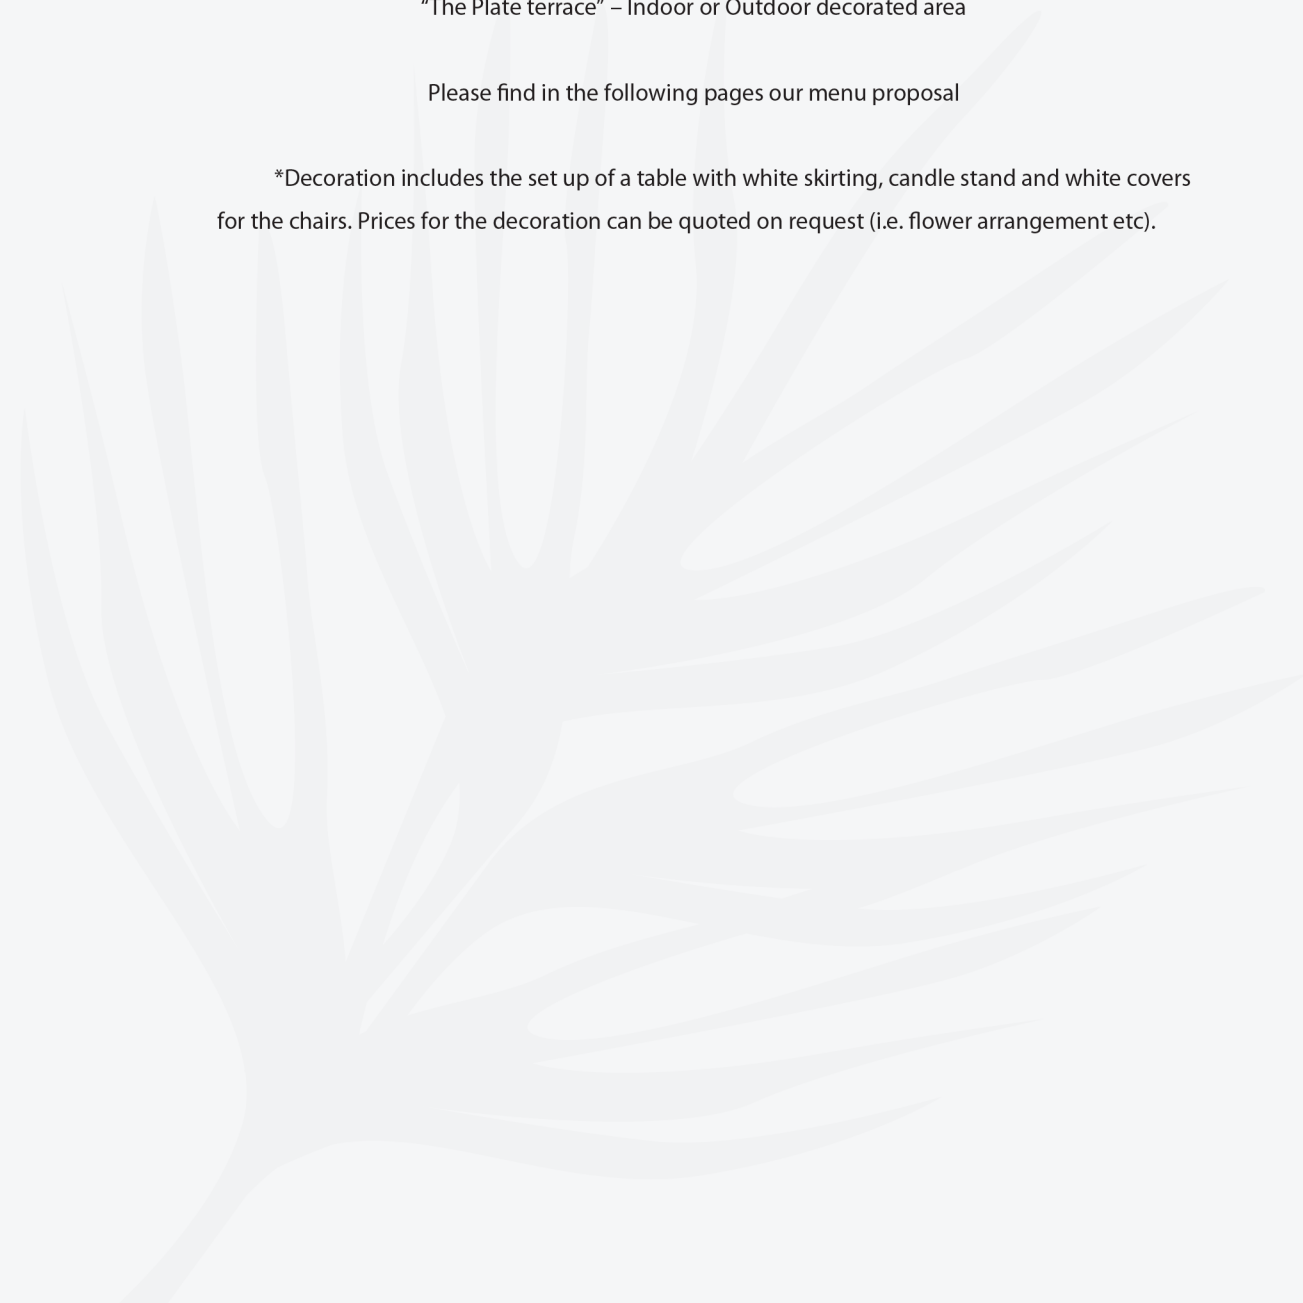 “The Plate terrace” – Indoor or Outdoor decorated area
Please find in the following pages our menu proposal
*Decoration includes the set up of a table with white skirting, candle stand and white covers
for the chairs. Prices for the decoration can be quoted on request (i.e. flower arrangement etc).